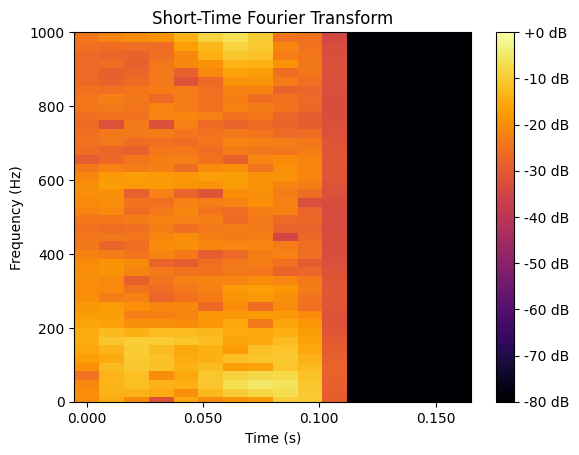 Short-Time Fourier Transform
1000
800
600
400
200
0
Frequency (Hz)
0.000
0.050
0.100
0.150
Time (s)
+0 dB
-10 dB
-20 dB
-30 dB
-40 dB
-50 dB
-60 dB
-70 dB
-80 dB